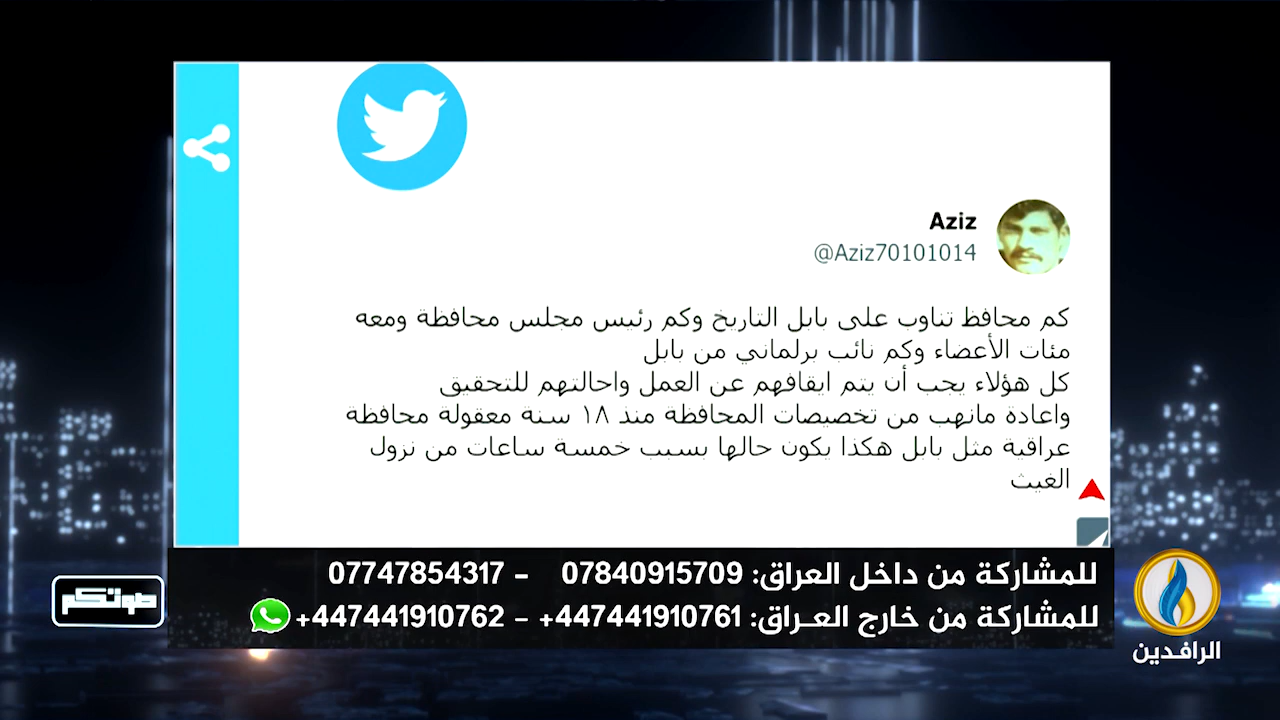 Aziz
@Aziz70101014
كم محافظ تناوب على بابل التاريخ وكم رئيس مجلس محافظة ومعه
مئات الأعضاء وكم نائب برلماني من بابل
كل هؤلاء يجب أن يتم ايقافهم عن العمل واحالتهم للتحقيق
واعادة مانهب من تخصيصات المحافظة منذ ١٨ سنة معقولة محافظة
عراقية مثل بابل هكذا يكون حالها بسبب خمسة ساعات من نزول
الغيث
للمشاركة من داخل العراق: 07840915709 - 07747854317
للمشاركة من خارج العـراق: 447441910761+ - 447441910762+
صوتكم
الرافدين